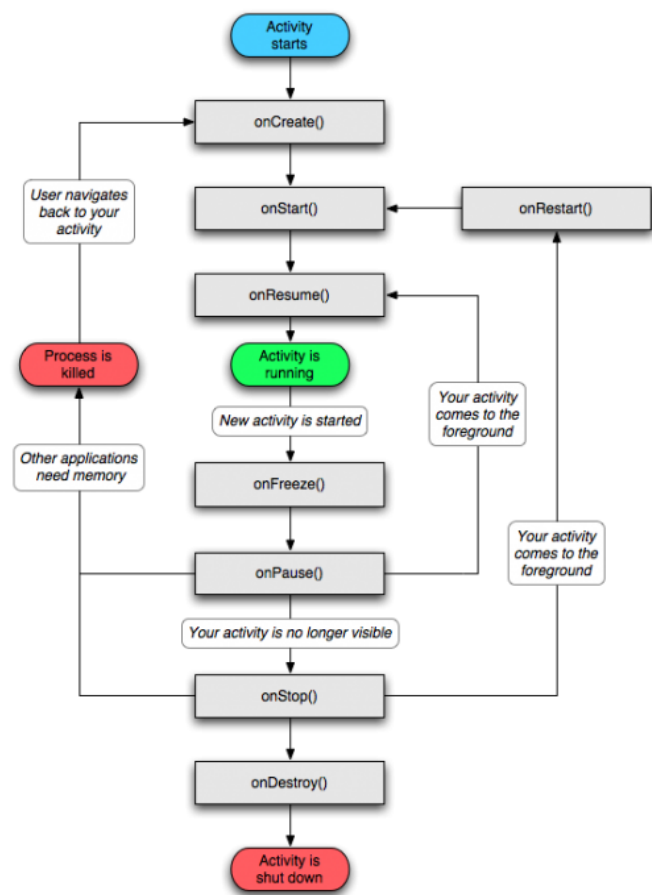 Activity
starts
onCreate()
User navigates
back to your
activity
onStart()
onRestart()
onResume()
Process is
killed
Activity is
running
Your activity
comes to the
foreground
New activity is started
Other applications
need memory
onFreeze()
Your activity
comes to the
foreground
onPause()
Your activity is no longer visible
onStop()
onDestroy()
Activity is
shut down